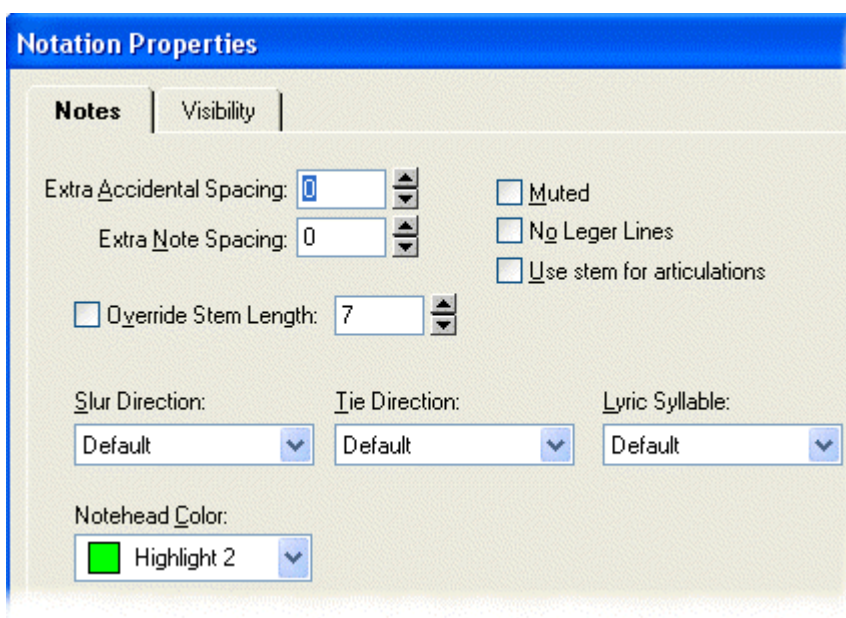 Notation Properties
Notes Visibility
Extra Accidental Spacing: 0
Extra Note Spacing: 0
Muted
No Leger Lines
Use stem for articulations
Override Stem Length: 7
Slur Direction: Tie Direction: Lyric Syllable:
Default Default Default
Notehead Color:
Highlight 2